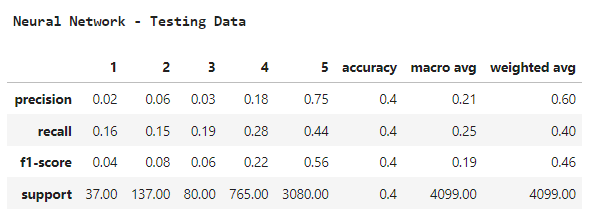 Neural Network - Testing Data
1 2 3 4 5 accuracy macro avg weighted avg
precision 0.02 0.06 0.03 0.18 0.75 0.4 0.21 0.60
recall 0.16 0.15 0.19 0.28 0.44 0.4 0.25 0.40
f1-score 0.04 0.08 0.06 0.22 0.56 0.4 0.19 0.46
support 37.00 137.00 80.00 765.00 3080.00 0.4 4099.00 4099.00